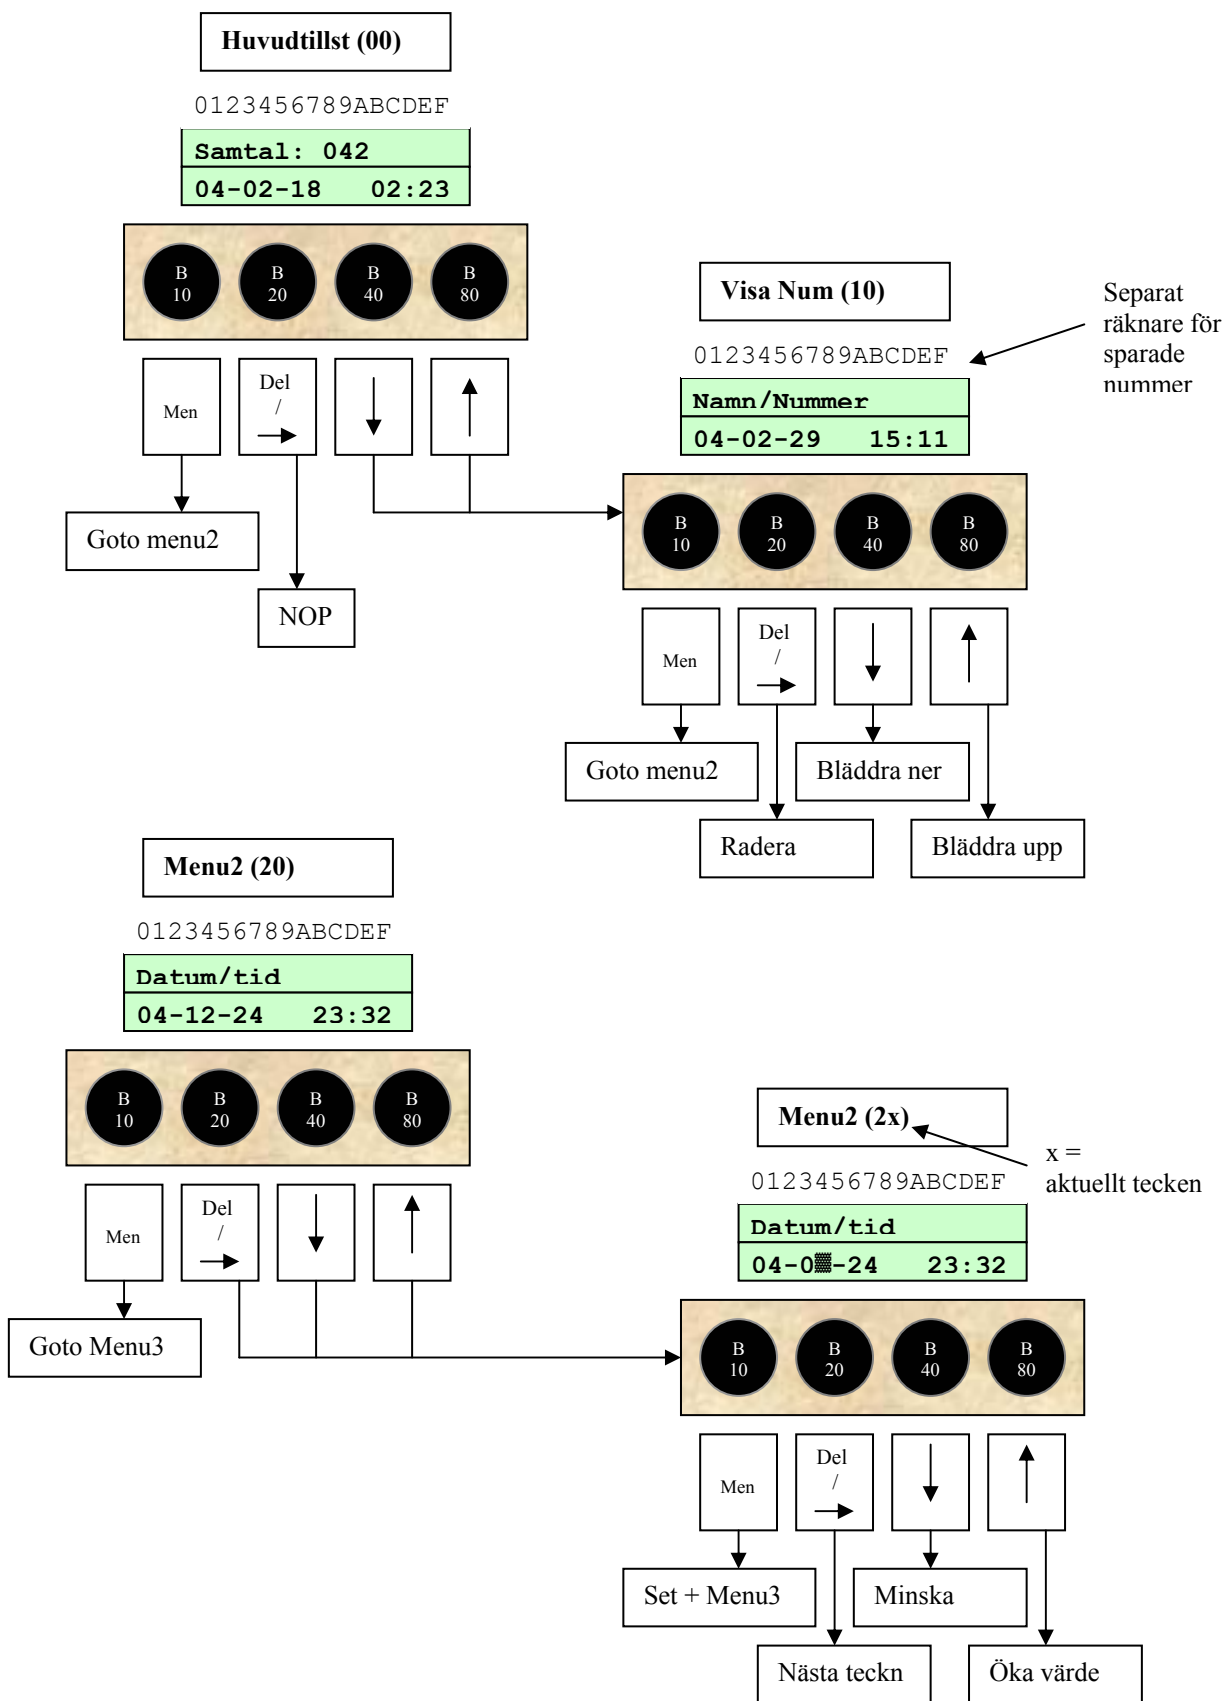 Huvudtillst (00)
0123456789ABCDEF
Samtal: 042
04-02-18 02:23
B 10
B 20
B 40
B 80
Men
Del
/
Goto menu2
NOP
Visa Num (10)
Separat
räknare för
sparade
nummer
0123456789ABCDEF
Namn/Nummer
04-02-29 15:11
B 10
B 20
B 40
B 80
Men
Del
/
Goto menu2
Bläddra ner
Radera
Bläddra upp
Menu2 (20)
0123456789ABCDEF
Datum/tid
04-12-24 23:32
B 10
B 20
B 40
B 80
Men
Del
/
Goto Menu3
Menu2 (2x)
x =
aktuellt tecken
0123456789ABCDEF
Datum/tid
04-0▒-24 23:32
B 10
B 20
B 40
B 80
Men
Del
/
Set + Menu3
Minska
Nästa teckn
Öka värde